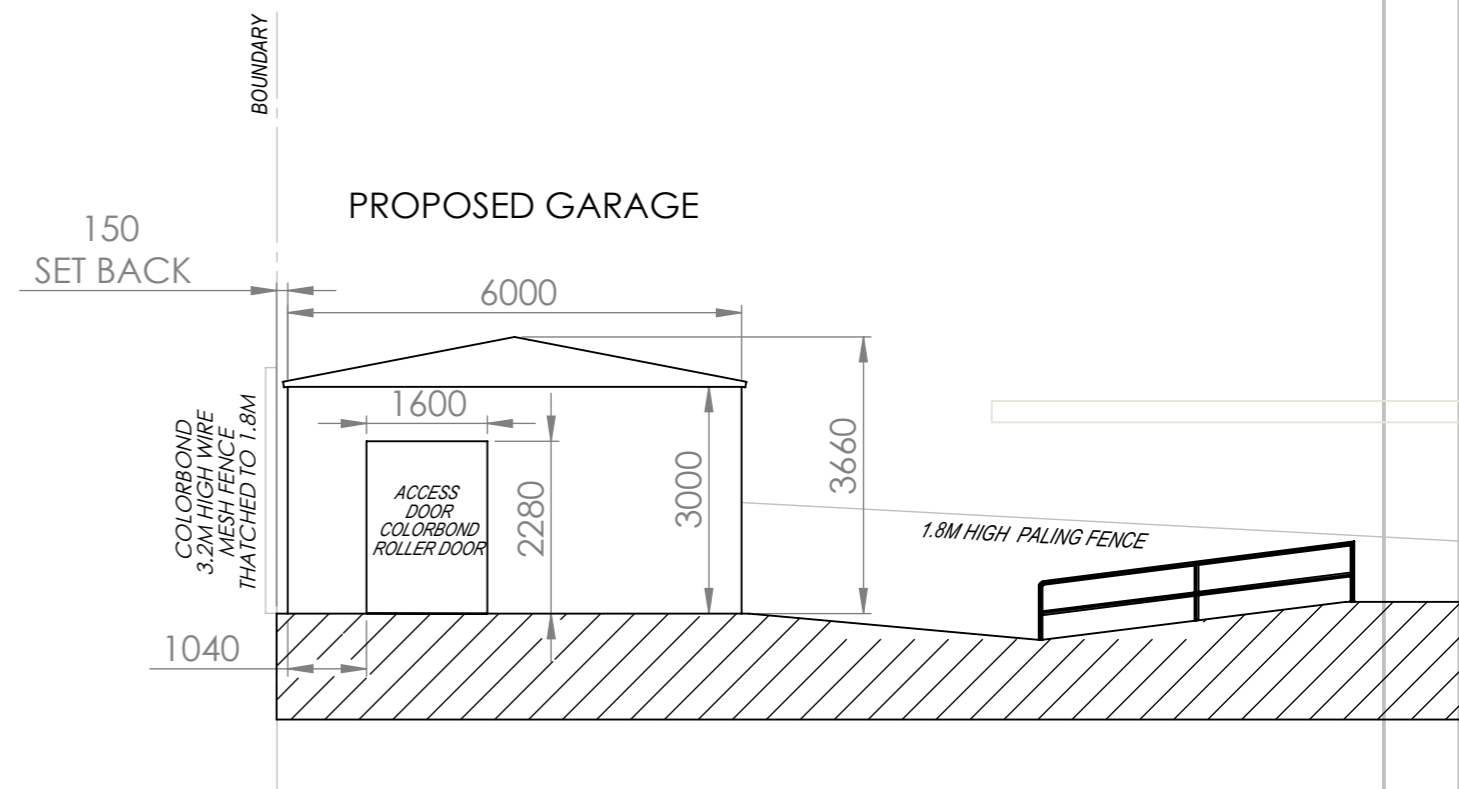 BOUNDARY
PROPOSED GARAGE
150
SET BACK
6000
1600
COLORBOND
3.2M HIGH WIRE
MESH FENCE
THATCHED TO 1.8M
ACCESS
DOOR
COLORBOND
ROLLER DOOR
2280
3000
3660
1.8M HIGH PALING FENCE
1040